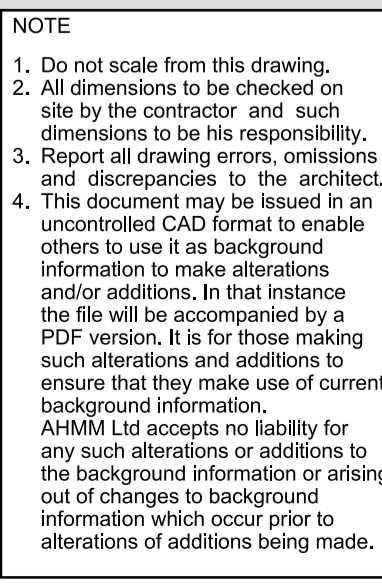 NOTE
1. Do not scale from this drawing.
2. All dimensions to be checked on
site by the contractor and such
dimensions to be his responsibility.
3. Report all drawing errors, omissions
and discrepancies to the architect.
4. This document may be issued in an
uncontrolled CAD format to enable
others to use it as background
information to make alterations
and/or additions. In that instance
the file will be accompanied by a
PDF version. It is for those making
such alterations and additions to
ensure that they make use of current
background information.
AHMM Ltd accepts no liability for
any such alterations or additions to
the background information or arising
out of changes to background
information which occur prior to
alterations of additions being made.